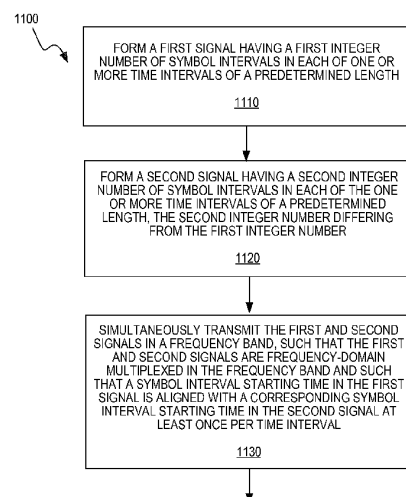 1100
FORM A FIRST SIGNAL HAVING A FIRST INTEGER
NUMBER OF SYMBOL INTERVALS IN EACH OF ONE OR
MORE TIME INTERVALS OF A PREDETERMINED LENGTH
1110
FORM A SECOND SIGNAL HAVING A SECOND INTEGER
NUMBER OF SYMBOL INTERVALS IN EACH OF THE ONE
OR MORE TIME INTERVALS OF A PREDETERMINED
LENGTH, THE SECOND INTEGER NUMBER DIFFERING
FROM THE FIRST INTEGER NUMBER
1120
SIMULTANEOUSLY TRANSMIT THE FIRST AND SECOND
SIGNALS IN A FREQUENCY BAND, SUCH THAT THE FIRST
AND SECOND SIGNALS ARE FREQUENCY-DOMAIN
MULTIPLEXED IN THE FREQUENCY BAND AND SUCH
THAT A SYMBOL INTERVAL STARTING TIME IN THE FIRST
SIGNAL IS ALIGNED WITH A CORRESPONDING SYMBOL
INTERVAL STARTING TIME IN THE SECOND SIGNAL AT
LEAST ONCE PER TIME INTERVAL
1130